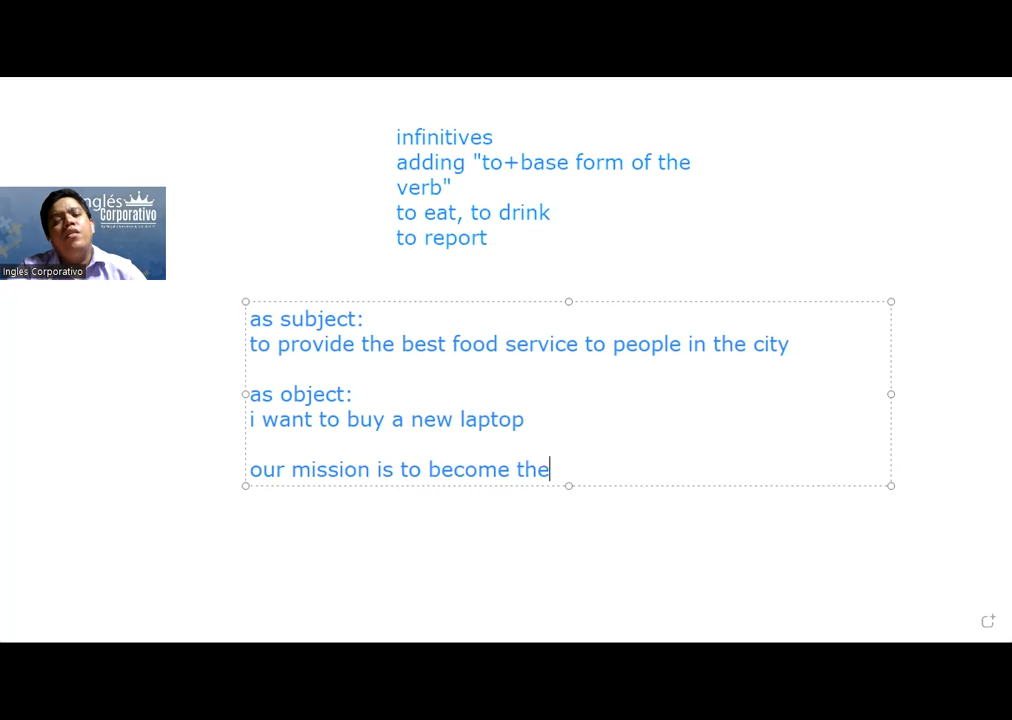 infinitives
adding "to+base form of the
verb"
to eat, to drink
to report
Inglés
Corporativo
Ingles Corporativo
as subject:
to provide the best food service to people in the city
as object:
i want to buy a new laptop
our mission is to become the